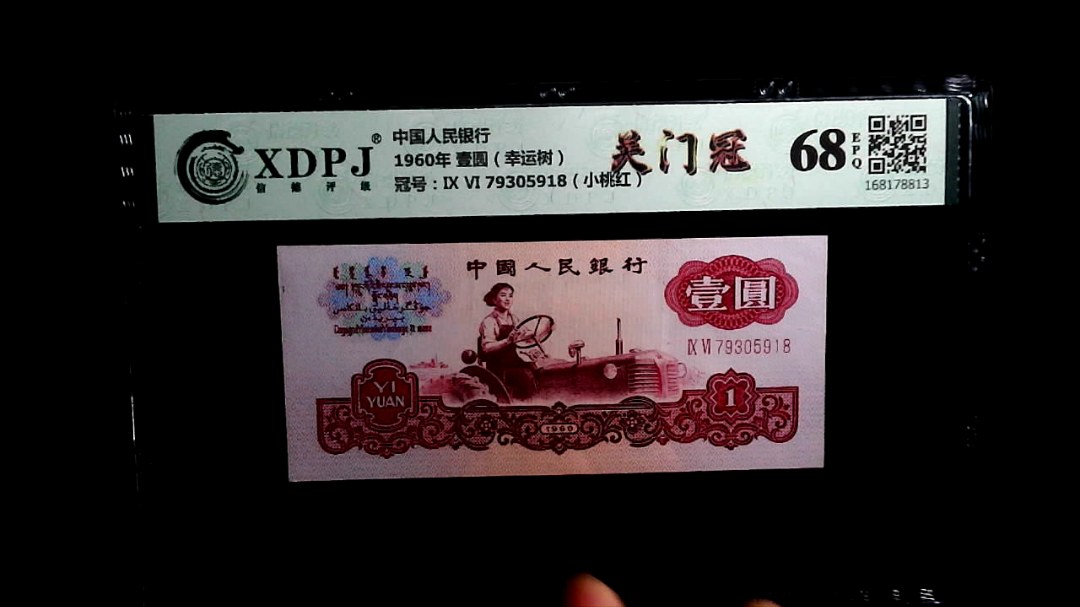 XDPJ®
信德评级
中国人民银行
1960年 壹圆（幸运树）
冠号：IX VI 79305918（小桃红）
关门冠
68
EPQ
168178813
中國人民銀行
壹圓
IX VI 79305918
YI
YUAN
1
1960